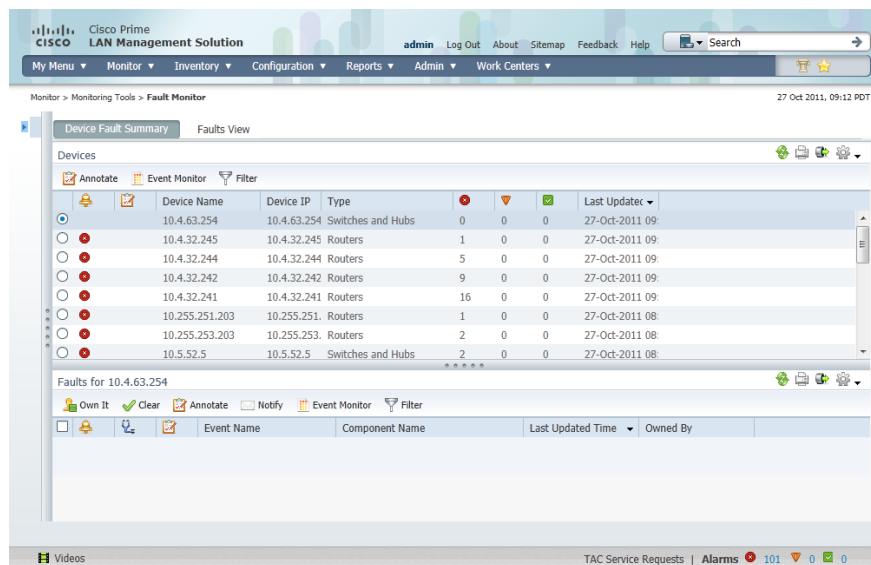 Cisco Prime
CISCO LAN Management Solution
admin Log Out About Sitemap Feedback Help Search
My Menu Monitor Inventory Configuration Reports Admin Work Centers
Monitor > Monitoring Tools > Fault Monitor 27 Oct 2011, 09:12 PDT
Device Fault Summary Faults View
Devices
Annotate Event Monitor Filter
Device Name Device IP Type Last Updatec
10.4.63.254 10.4.63.254 Switches and Hubs 0 0 0 27-Oct-2011 09:
10.4.32.245 10.4.32.245 Routers 1 0 0 27-Oct-2011 09:
10.4.32.244 10.4.32.244 Routers 5 0 0 27-Oct-2011 09:
10.4.32.242 10.4.32.242 Routers 9 0 0 27-Oct-2011 09:
10.4.32.241 10.4.32.241 Routers 16 0 0 27-Oct-2011 09:
10.255.251.203 10.255.251. Routers 1 0 0 27-Oct-2011 08:
10.255.253.203 10.255.253. Routers 2 0 0 27-Oct-2011 08:
10.5.52.5 10.5.52.5 Switches and Hubs 2 0 0 27-Oct-2011 08:
Faults for 10.4.63.254
Own It Clear Annotate Notify Event Monitor Filter
Event Name Component Name Last Updated Time Owned By
Videos TAC Service Requests | Alarms 101 0 0